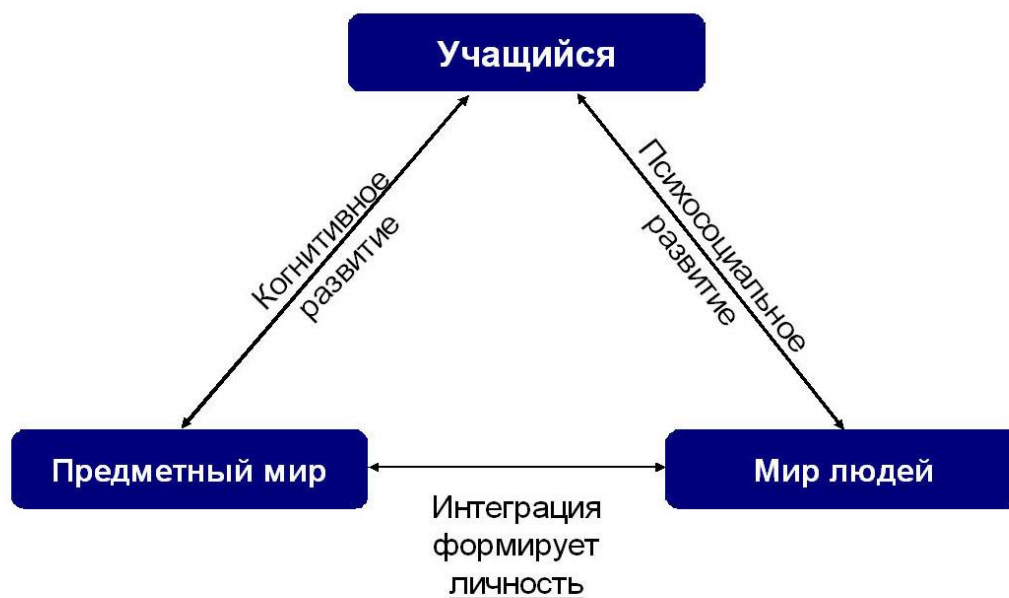 Учащийся
Когнитивное
развитие
Психосоциальное
развитие
Предметный мир
Мир людей
Интеграция
формирует
личность